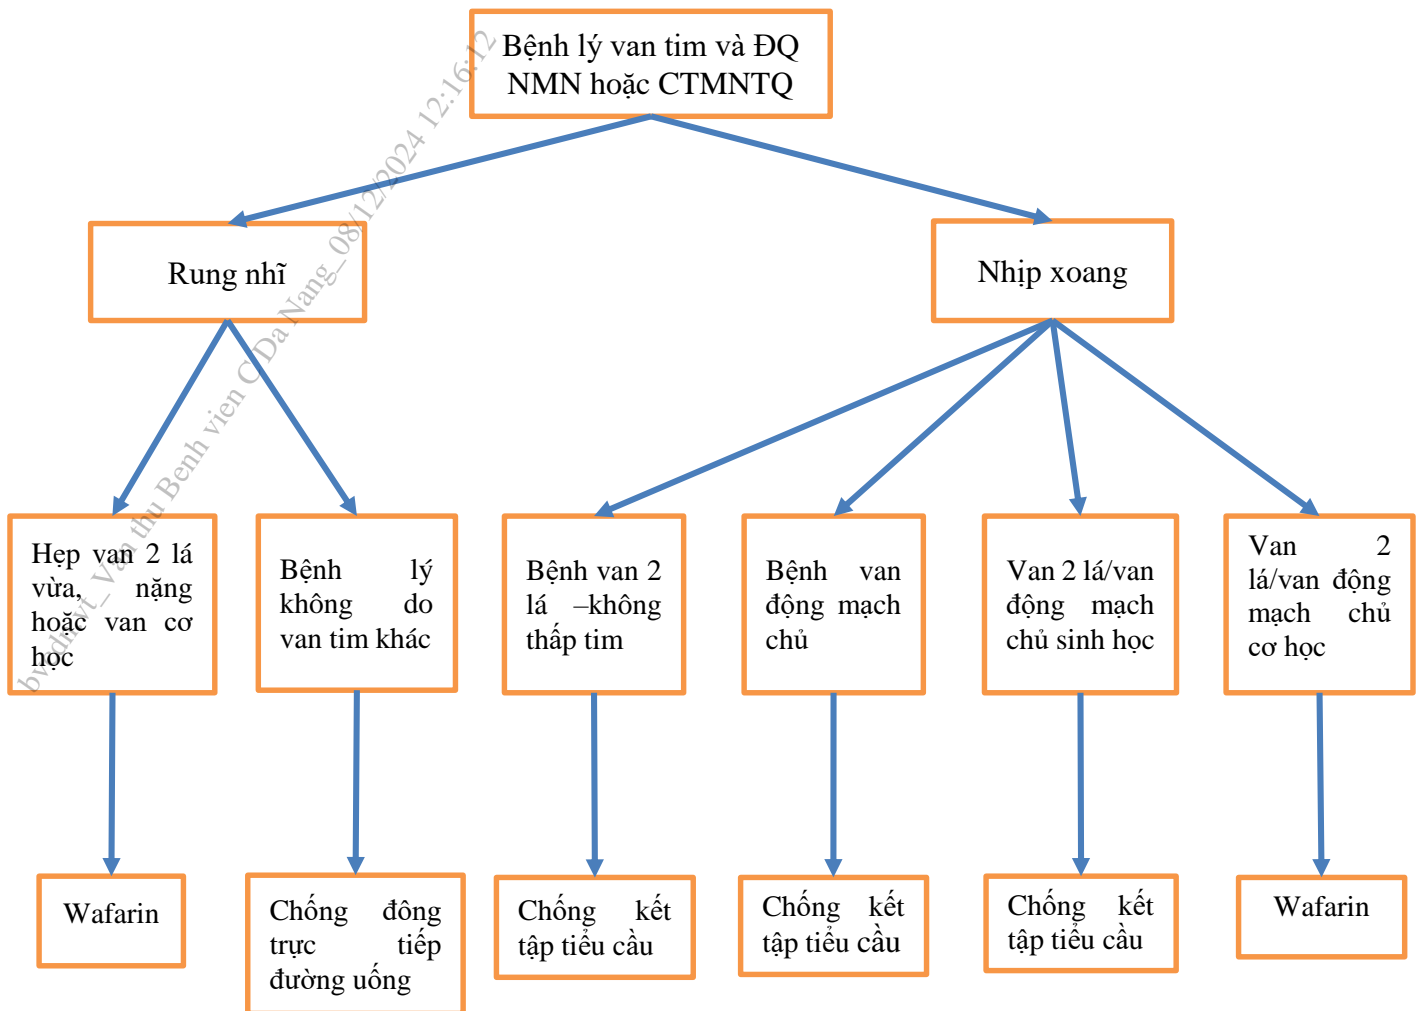 Bệnh lý van tim và ĐQ
NMN hoặc CTMNTQ
Rung nhĩ
Nhịp xoang
Hẹp van 2 lá
vừa, nặng
hoặc van cơ
học
Bệnh lý
không do
van tim khác
Bệnh van 2
lá –không
thấp tim
Bệnh van
động mạch
chủ
Van 2 lá/van
động mạch
chủ sinh học
Van 2
lá/van động
mạch chủ
cơ học
Wafarin
Chống đông
trực tiếp
đường uống
Chống kết
tập tiểu cầu
Chống kết
tập tiểu cầu
Chống kết
tập tiểu cầu
Wafarin
Van thu Benh vien C Da Nang_08/12/2024 12:16:12